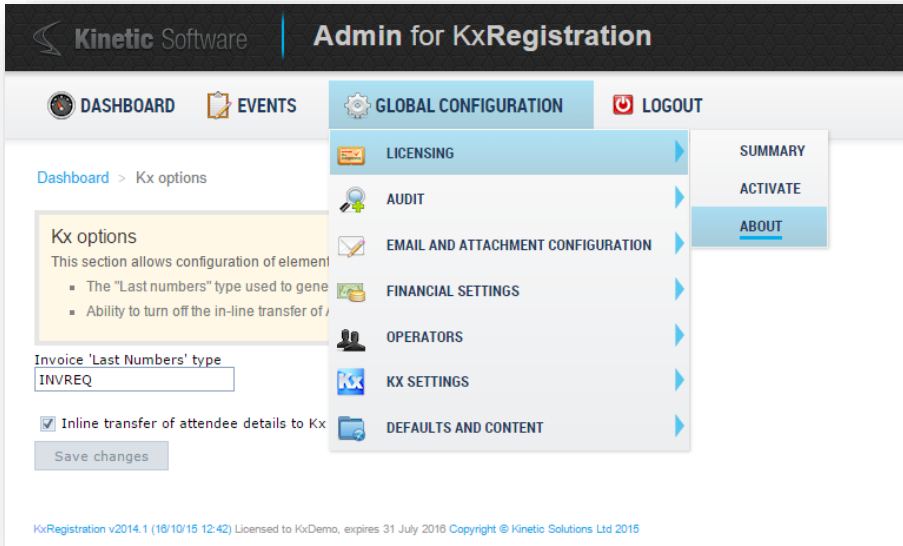 Kinetic Software
Admin for KxRegistration
DASHBOARD
EVENTS
GLOBAL CONFIGURATION
LOGOUT
LICENSING
AUDIT
EMAIL AND ATTACHMENT CONFIGURATION
FINANCIAL SETTINGS
OPERATORS
Kx
KX SETTINGS
DEFAULTS AND CONTENT
SUMMARY
ACTIVATE
ABOUT
Dashboard > Kx options
Kx options
This section allows configuration of element
The "Last numbers" type used to gene
Ability to turn off the in-line transfer of
Invoice 'Last Numbers' type
INVREQ
Inline transfer of attendee details to Kx
Save changes
KxRegistration v2014.1 (16/10/15 12:42) Licensed to KxDemo, expires 31 July 2016 Copyright © Kinetic Solutions Ltd 2015